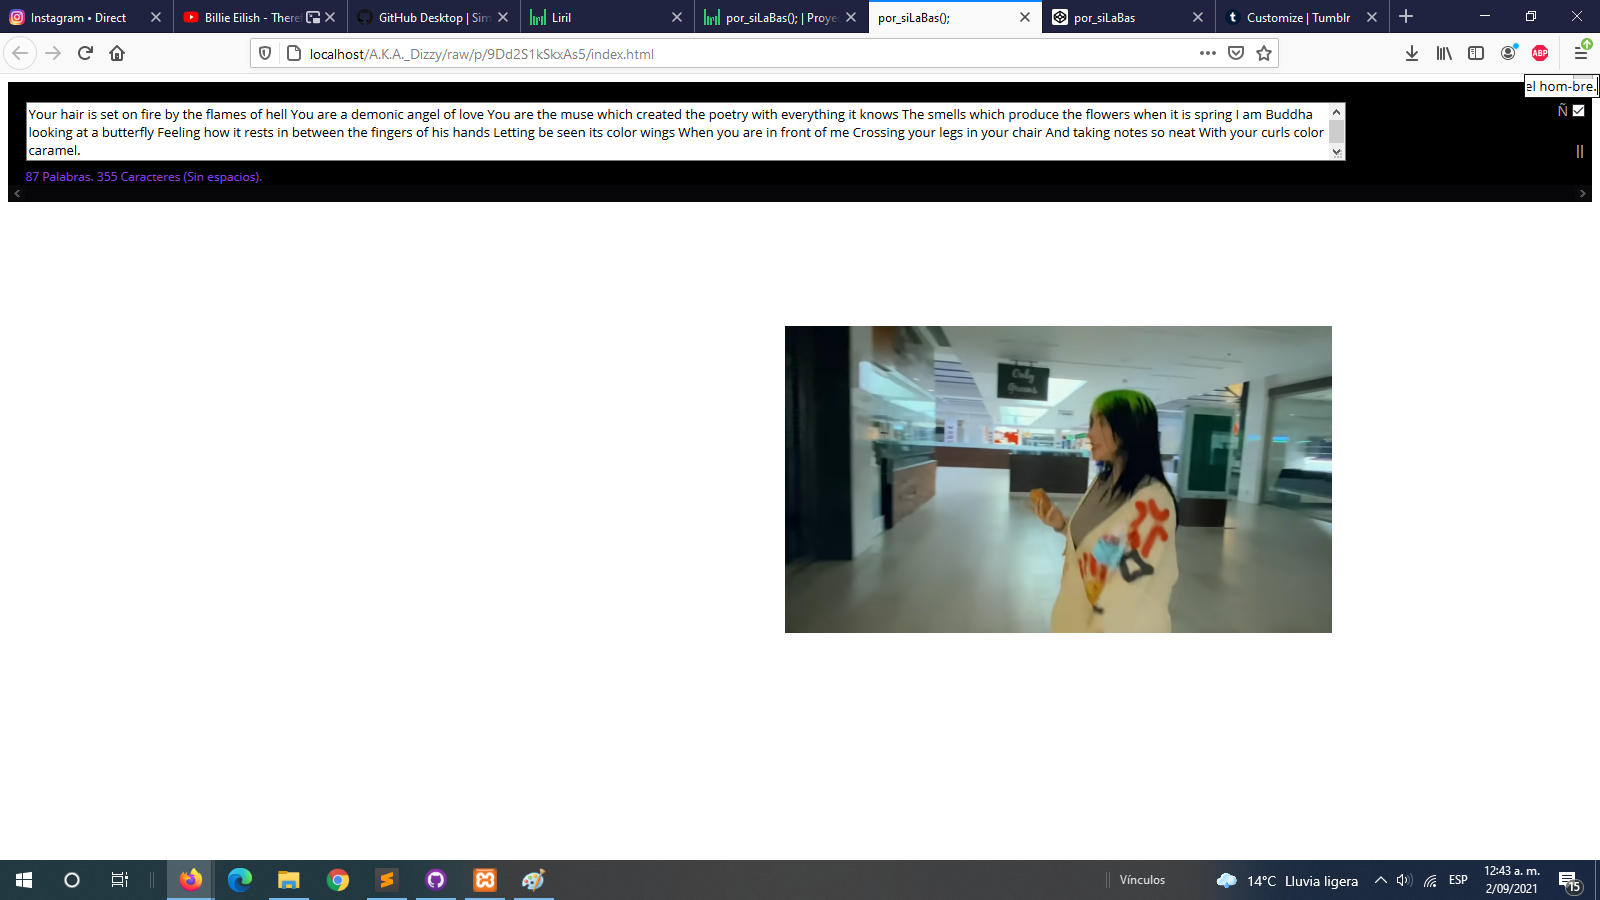 Instagram • Direct
Billie Eilish - Theref
GitHub Desktop | Sim
Liril
por_siLaBas(); | Proye
por_siLaBas();
por_siLaBas
Customize | Tumblr
localhost/A.K.A._Dizzy/raw/p/9Dd2S1kSkxAs5/index.html
ABP
el hom-bre.
Your hair is set on fire by the flames of hell You are a demonic angel of love You are the muse which created the poetry with everything it knows The smells which produce the flowers when it is spring I am Buddha
looking at a butterfly Feeling how it rests in between the fingers of his hands Letting be seen its color wings When you are in front of me Crossing your legs in your chair And taking notes so neat With your curls color
caramel.
Ñ
||
87 Palabras. 355 Caracteres (Sin espacios).
Only
Greens
Vínculos
14°C Lluvia ligera
ESP
12:43 a. m.
2/09/2021
15